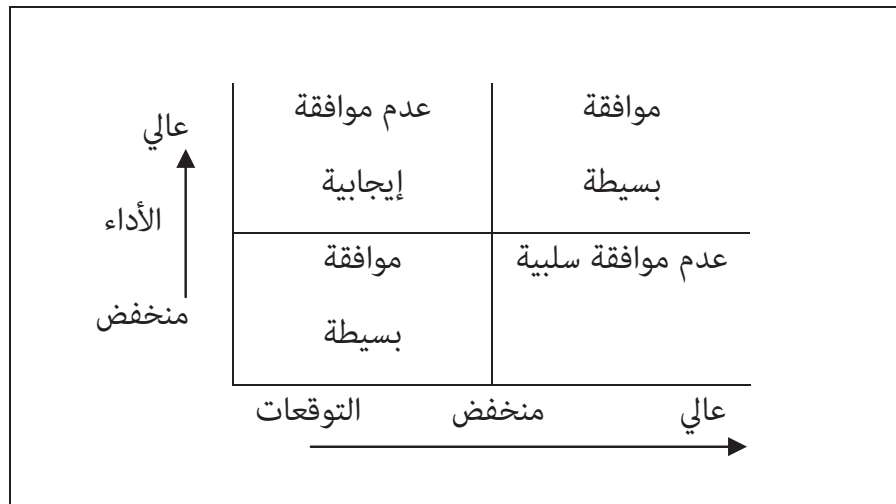 موافقة
بسيطة
عدم موافقة
إيجابية
عدم موافقة سلبية
موافقة
بسيطة
عالي
الأداء
منخفض
عالي
منخفض
التوقعات